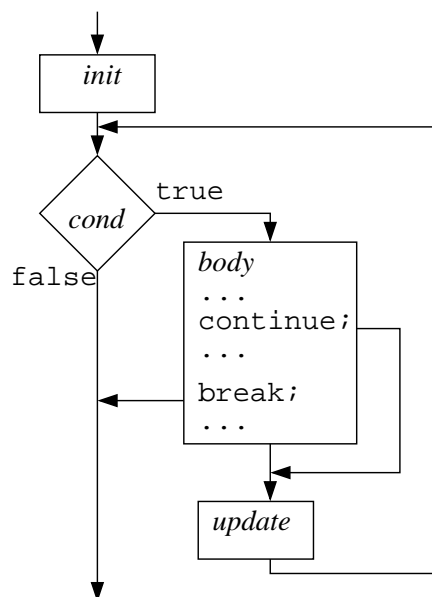 init
true
cond
false
body
...
continue;
...
break;
...
update